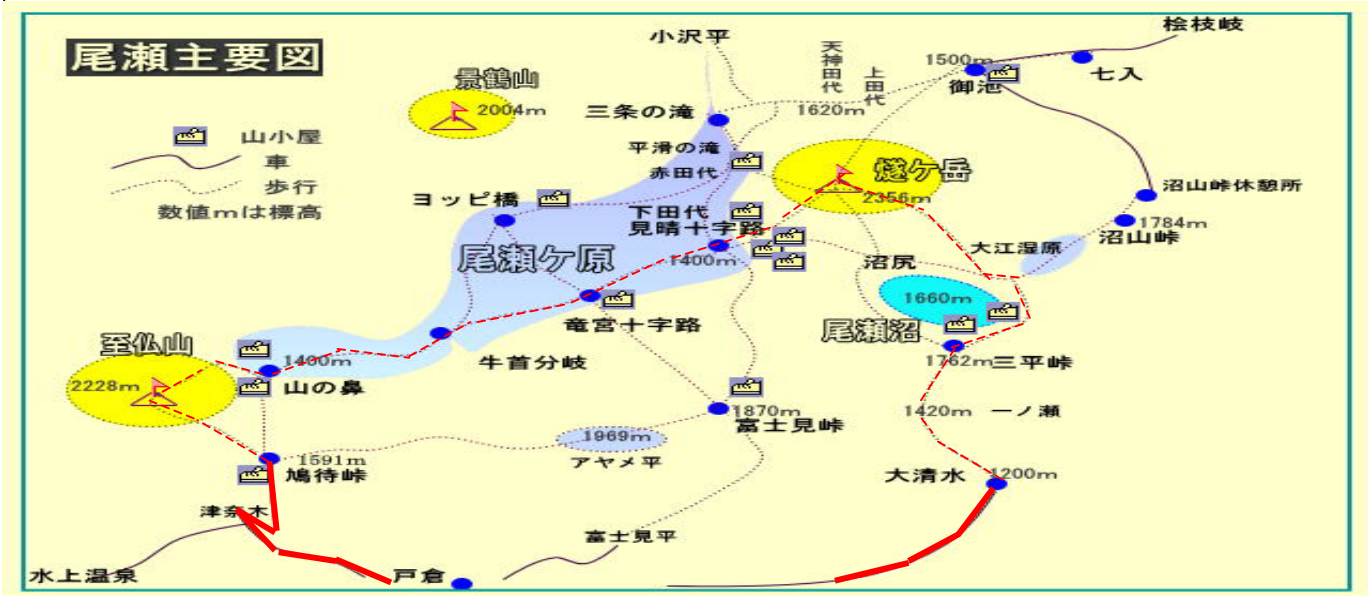 尾瀬主要図
山小屋
車
歩行
数値mは標高
景鶴山
2004m
小沢平
天神田代
上田代
1500m
御池
桧枝岐
七入
三条の滝
1620m
平滑の滝
赤田代
燧ケ岳
2356m
ヨッピ橋
下田代
見晴十字路
1400m
沼山峠休憩所
1784m
沼山峠
大江湿原
沼尻
尾瀬ケ原
1660m
尾瀬沼
竜宮十字路
至仏山
2228m
1400m
山の鼻
牛首分岐
1762m
三平峠
1870m
富士見峠
1420m
一ノ瀬
1969m
アヤメ平
1591m
鳩待峠
大清水
1200m
津奈木
富士見平
水上温泉
戸倉